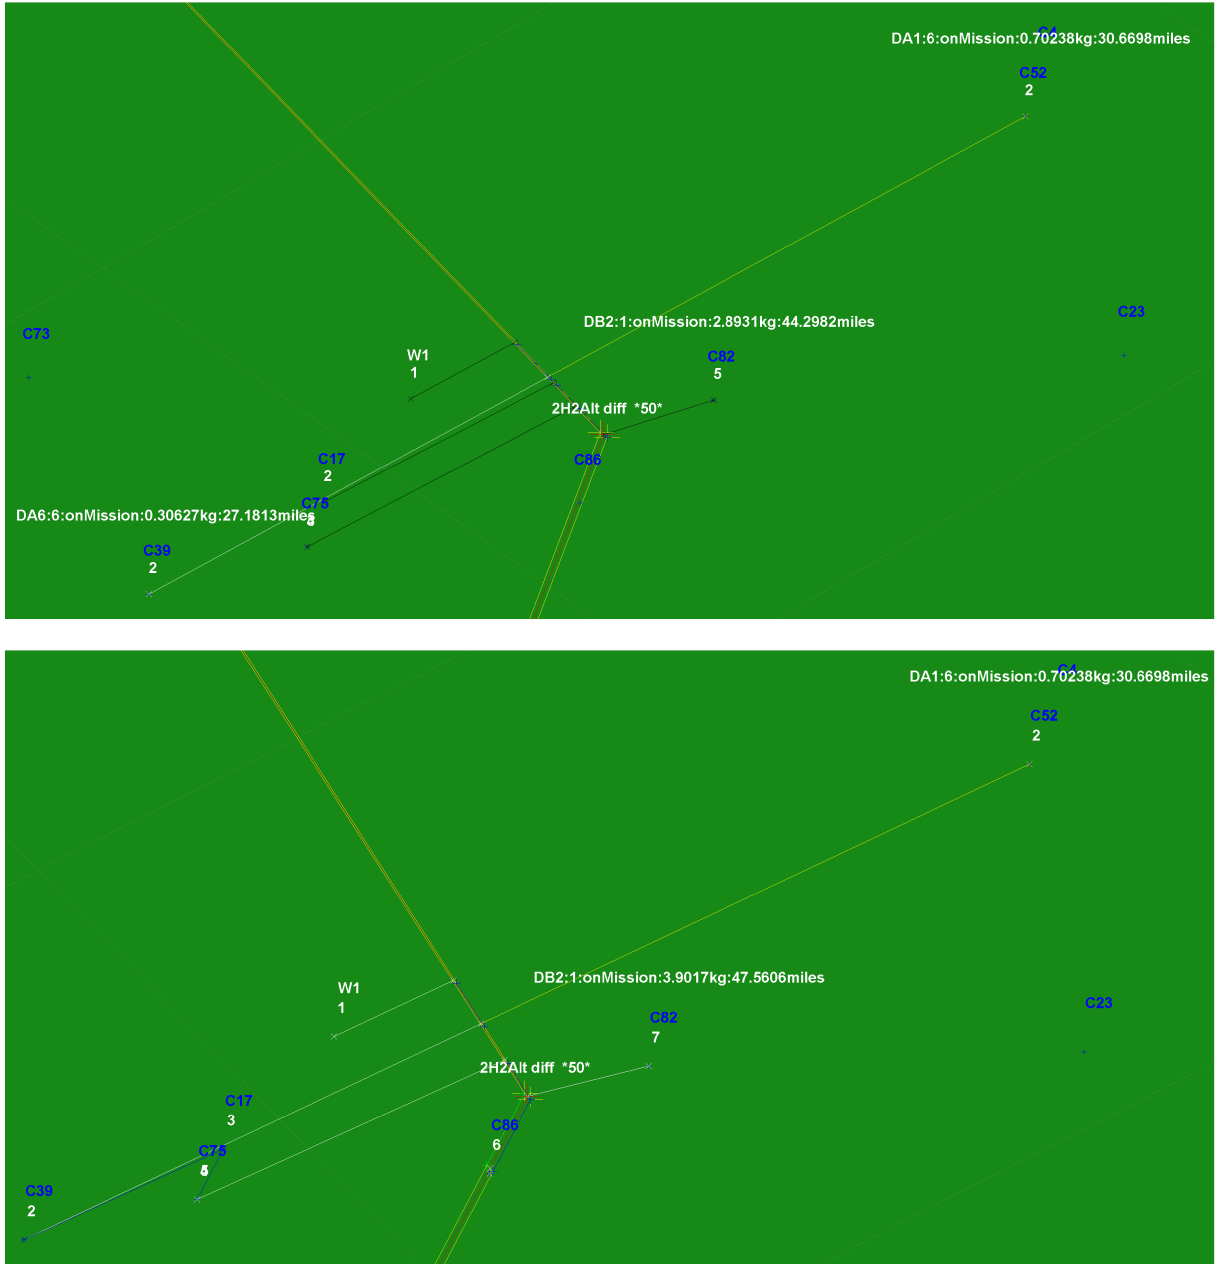 C4
DA1:6:onMission:0.70238kg:30.6698miles
C52
2
C23
DB2:1:onMission:2.8931kg:44.2982miles
C73
W1
1
C82
5
2H2Alt diff *50*
C86
C17
2
C75
DA6:6:onMission:0.30627kg:27.1813miles
C39
2
C4
DA1:6:onMission:0.70238kg:30.6698miles
C52
2
DB2:1:onMission:3.9017kg:47.5606miles
W1
1
C23
C82
7
2H2Alt diff *50*
C17
3
C86
6
C75
C39
2